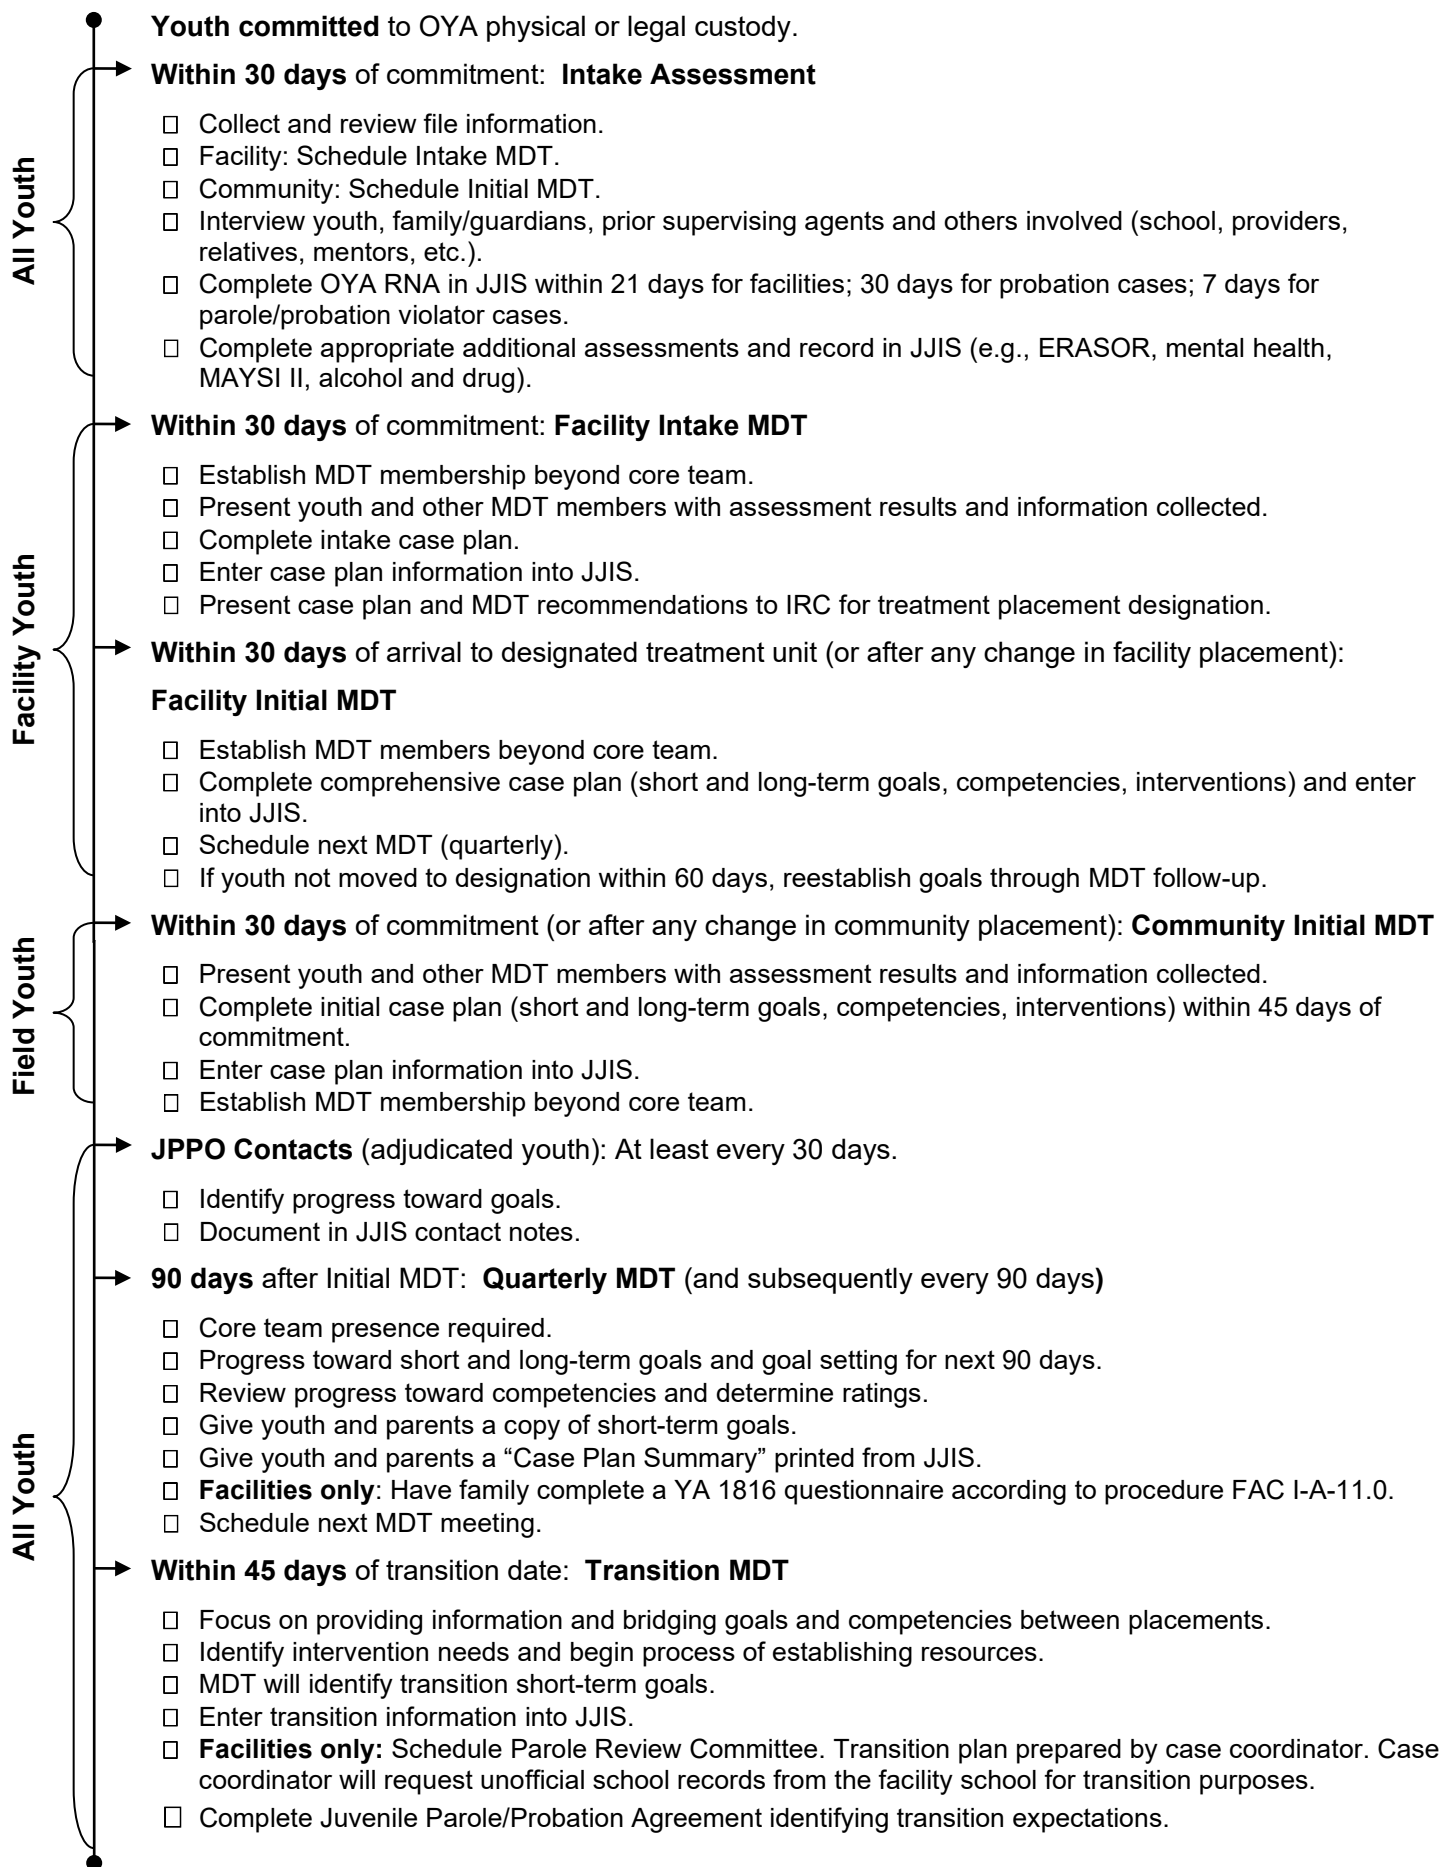 Youth committed to OYA physical or legal custody.
All Youth
Within 30 days of commitment:  Intake Assessment
□ Collect and review file information.
□ Facility: Schedule Intake MDT.
□ Community: Schedule Initial MDT.
□ Interview youth, family/guardians, prior supervising agents and others involved (school, providers,
relatives, mentors, etc.).
□ Complete OYA RNA in JJIS within 21 days for facilities; 30 days for probation cases; 7 days for
parole/probation violator cases.
□ Complete appropriate additional assessments and record in JJIS (e.g., ERASOR, mental health,
MAYSI II, alcohol and drug).
Facility Youth
Within 30 days of commitment: Facility Intake MDT
□ Establish MDT membership beyond core team.
□ Present youth and other MDT members with assessment results and information collected.
□ Complete intake case plan.
□ Enter case plan information into JJIS.
□ Present case plan and MDT recommendations to IRC for treatment placement designation.
Within 30 days of arrival to designated treatment unit (or after any change in facility placement):
Facility Initial MDT
□ Establish MDT members beyond core team.
□ Complete comprehensive case plan (short and long-term goals, competencies, interventions) and enter
into JJIS.
□ Schedule next MDT (quarterly).
□ If youth not moved to designation within 60 days, reestablish goals through MDT follow-up.
Field Youth
Within 30 days of commitment (or after any change in community placement): Community Initial MDT
□ Present youth and other MDT members with assessment results and information collected.
□ Complete initial case plan (short and long-term goals, competencies, interventions) within 45 days of
commitment.
□ Enter case plan information into JJIS.
□ Establish MDT membership beyond core team.
All Youth
JPPO Contacts (adjudicated youth): At least every 30 days.
□ Identify progress toward goals.
□ Document in JJIS contact notes.
90 days after Initial MDT:  Quarterly MDT (and subsequently every 90 days)
□ Core team presence required.
□ Progress toward short and long-term goals and goal setting for next 90 days.
□ Review progress toward competencies and determine ratings.
□ Give youth and parents a copy of short-term goals.
□ Give youth and parents a “Case Plan Summary” printed from JJIS.
□ Facilities only: Have family complete a YA 1816 questionnaire according to procedure FAC I-A-11.0.
□ Schedule next MDT meeting.
Within 45 days of transition date:  Transition MDT
□ Focus on providing information and bridging goals and competencies between placements.
□ Identify intervention needs and begin process of establishing resources.
□ MDT will identify transition short-term goals.
□ Enter transition information into JJIS.
□ Facilities only: Schedule Parole Review Committee. Transition plan prepared by case coordinator. Case
coordinator will request unofficial school records from the facility school for transition purposes.
□ Complete Juvenile Parole/Probation Agreement identifying transition expectations.